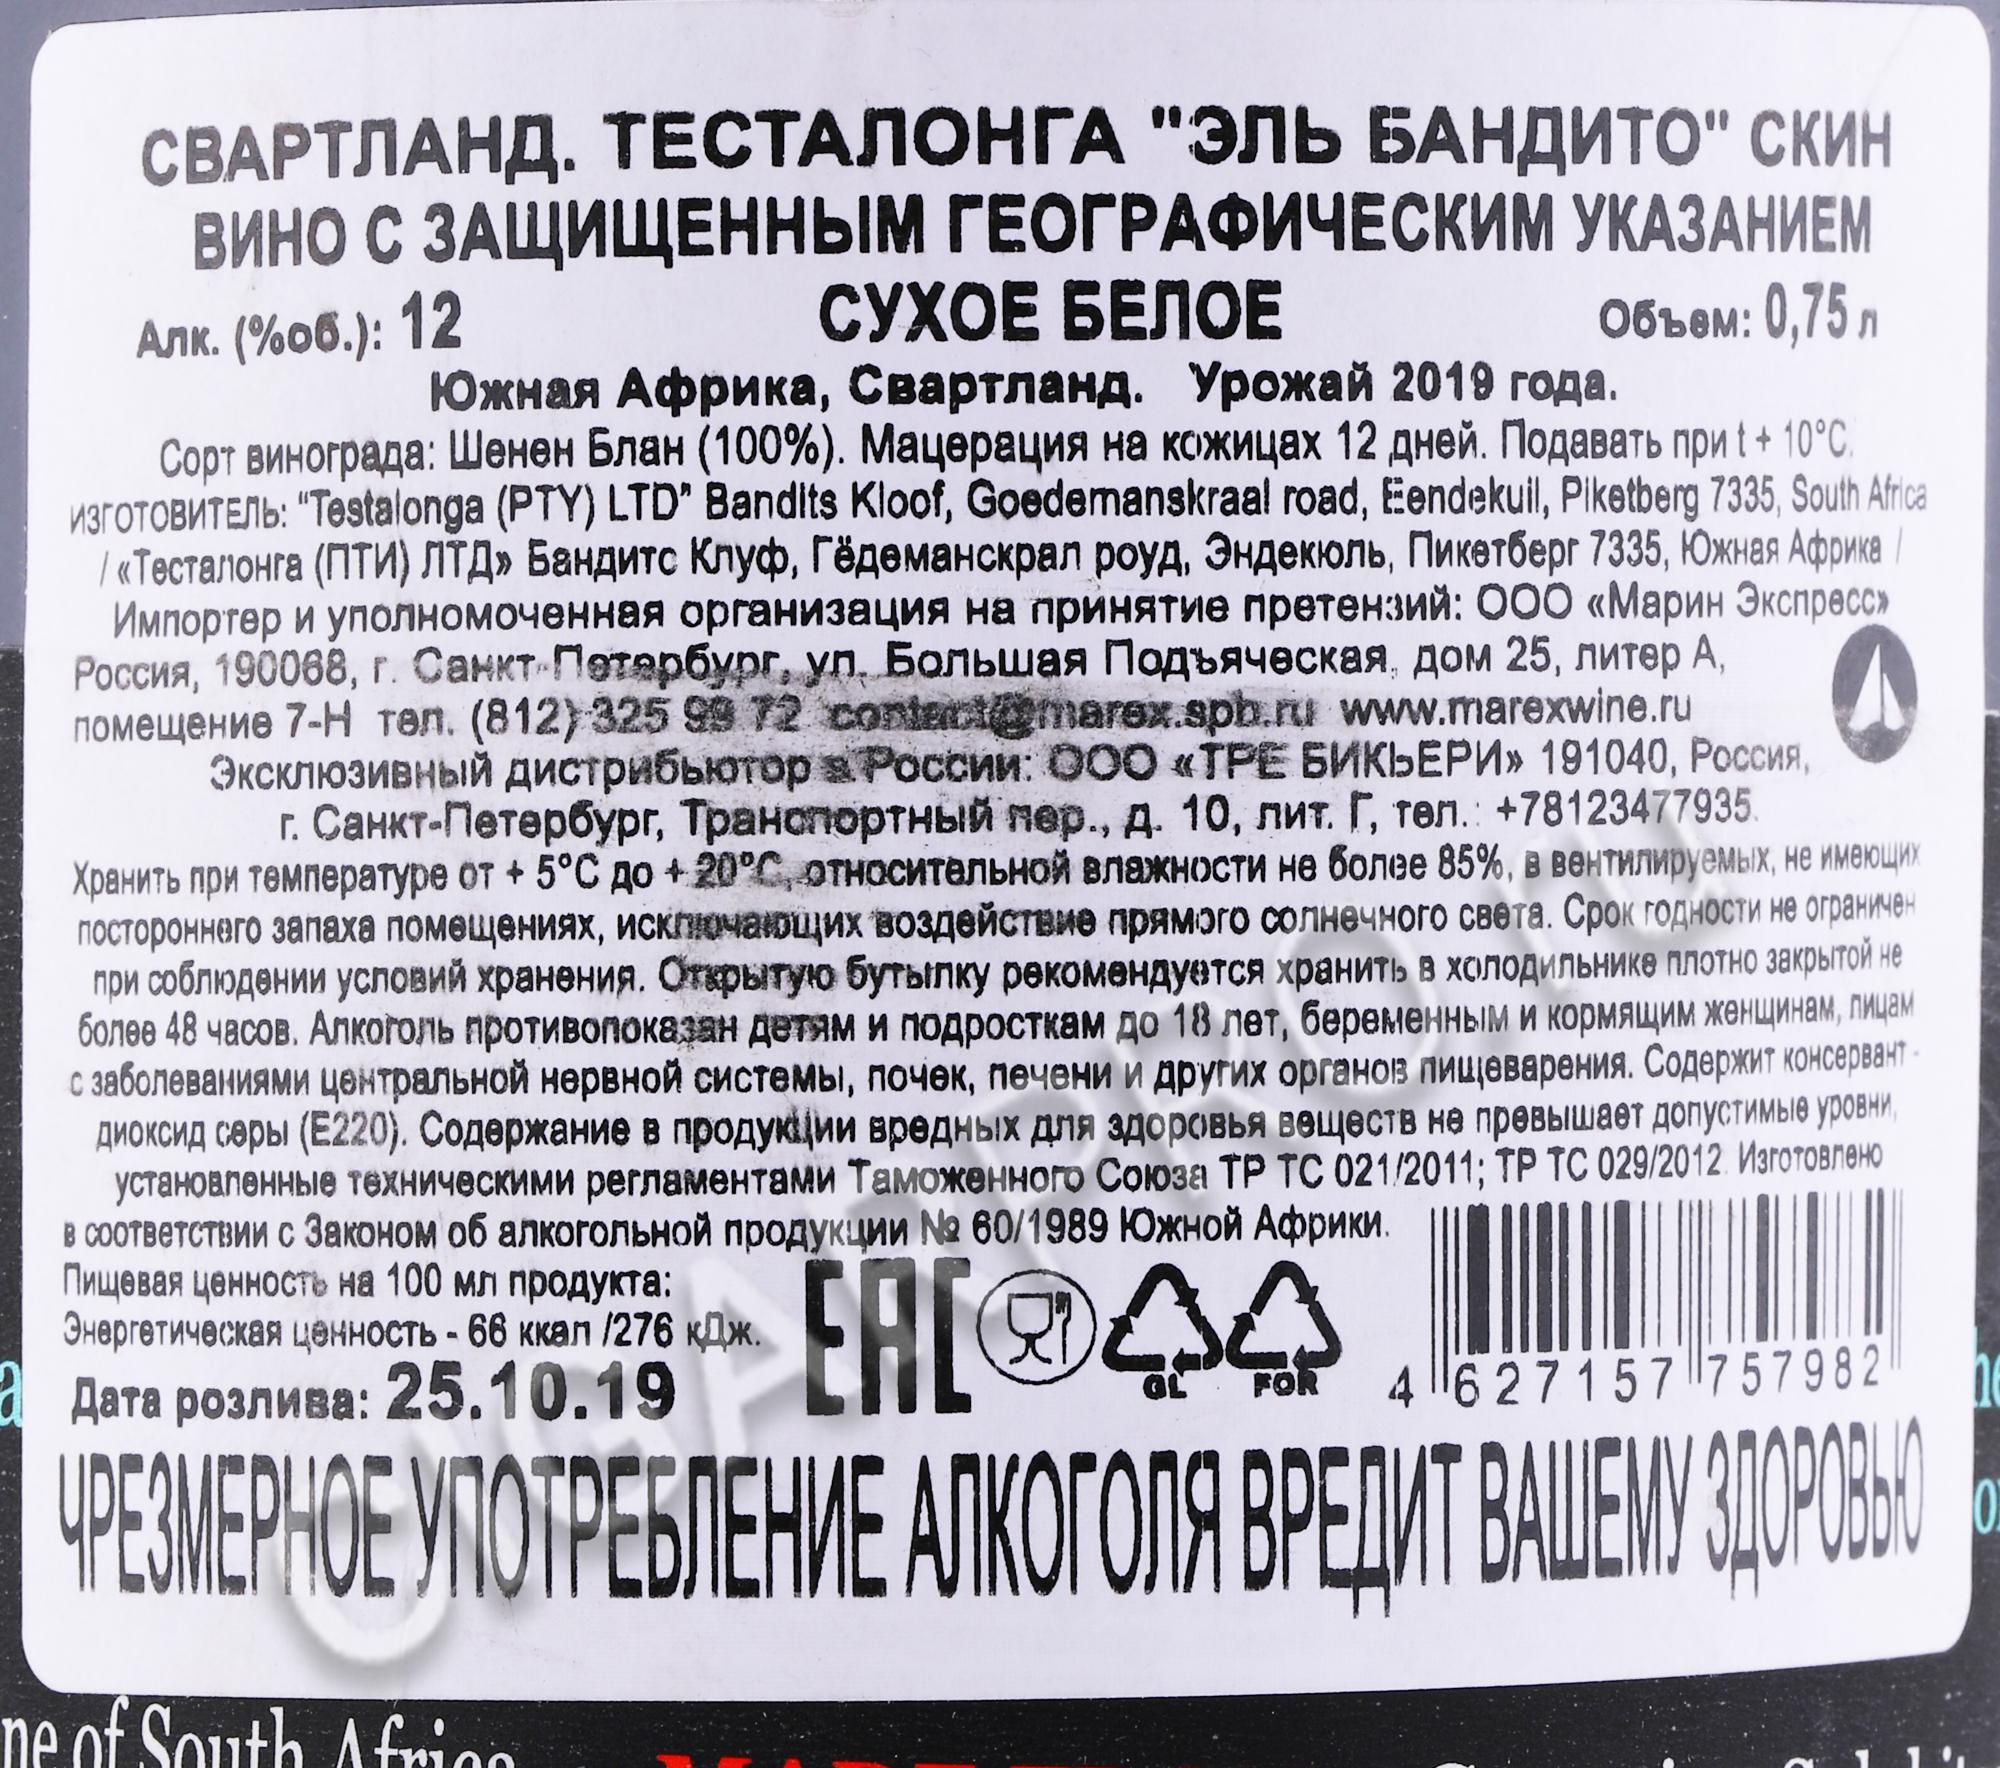 СВАРТЛАНД. ТЕСТАЛОНГА "ЭЛЬ БАНДИТО" СКИН
ВИНО С ЗАЩИЩЕННЫМ ГЕОГРАФИЧЕСКИМ УКАЗАНИЕМ
СУХОЕ БЕЛОЕ
Алк. (%об.): 12
Объем: 0,75 л
Южная Африка, Свартланд. Урожай 2019 года.
Сорт винограда: Шенен Блан (100%). Мацерация на кожицах 12 дней. Подавать при t + 10°C.
ИЗГОТОВИТЕЛЬ: "Testalonga (PTY) LTD" Bandits Kloof, Goedemanskraal road, Eendekuil, Piketberg 7335, South Africa
/ «Тесталонга (ПТИ) ЛТД» Бандитс Клуф, Гёдеманскрал роуд, Эндекюль, Пикетберг 7335, Южная Африка /
Импортер и уполномоченная организация на принятие претензий: ООО «Марин Экспресс»
Россия, 190068, г. Санкт-Петербург, ул. Большая Подъяческая, дом 25, литер А,
помещение 7-Н тел. (812) 325 99 72 contact@marex.spb.ru www.marexwine.ru
Эксклюзивный дистрибьютор в России: ООО «ТРЕ БИКЬЕРИ» 191040, Россия,
г. Санкт-Петербург, Транспортный пер., д. 10, лит. Г, тел.: +78123477935.
Хранить при температуре от + 5°C до + 20°C, относительной влажности не более 85%, в вентилируемых, не имеющих
постороннего запаха помещениях, исключающих воздействие прямого солнечного света. Срок годности не ограничен
при соблюдении условий хранения. Открытую бутылку рекомендуется хранить в холодильнике плотно закрытой не
более 48 часов. Алкоголь противопоказан детям и подросткам до 18 лет, беременным и кормящим женщинам, лицам
с заболеваниями центральной нервной системы, почек, печени и других органов пищеварения. Содержит консервант -
диоксид серы (Е220). Содержание в продукции вредных для здоровья веществ не превышает допустимые уровни,
установленные техническими регламентами Таможенного Союза ТР ТС 021/2011; ТР ТС 029/2012. Изготовлено
в соответствии с Законом об алкогольной продукции № 60/1989 Южной Африки.
Пищевая ценность на 100 мл продукта:
Энергетическая ценность - 66 ккал /276 кДж.
Дата розлива: 25.10.19
EAC
GL
FOR
4 627157 757982
ЧРЕЗМЕРНОЕ УПОТРЕБЛЕНИЕ АЛКОГОЛЯ ВРЕДИТ ВАШЕМУ ЗДОРОВЬЮ
CIGARPRO.ru
ne of South Africa